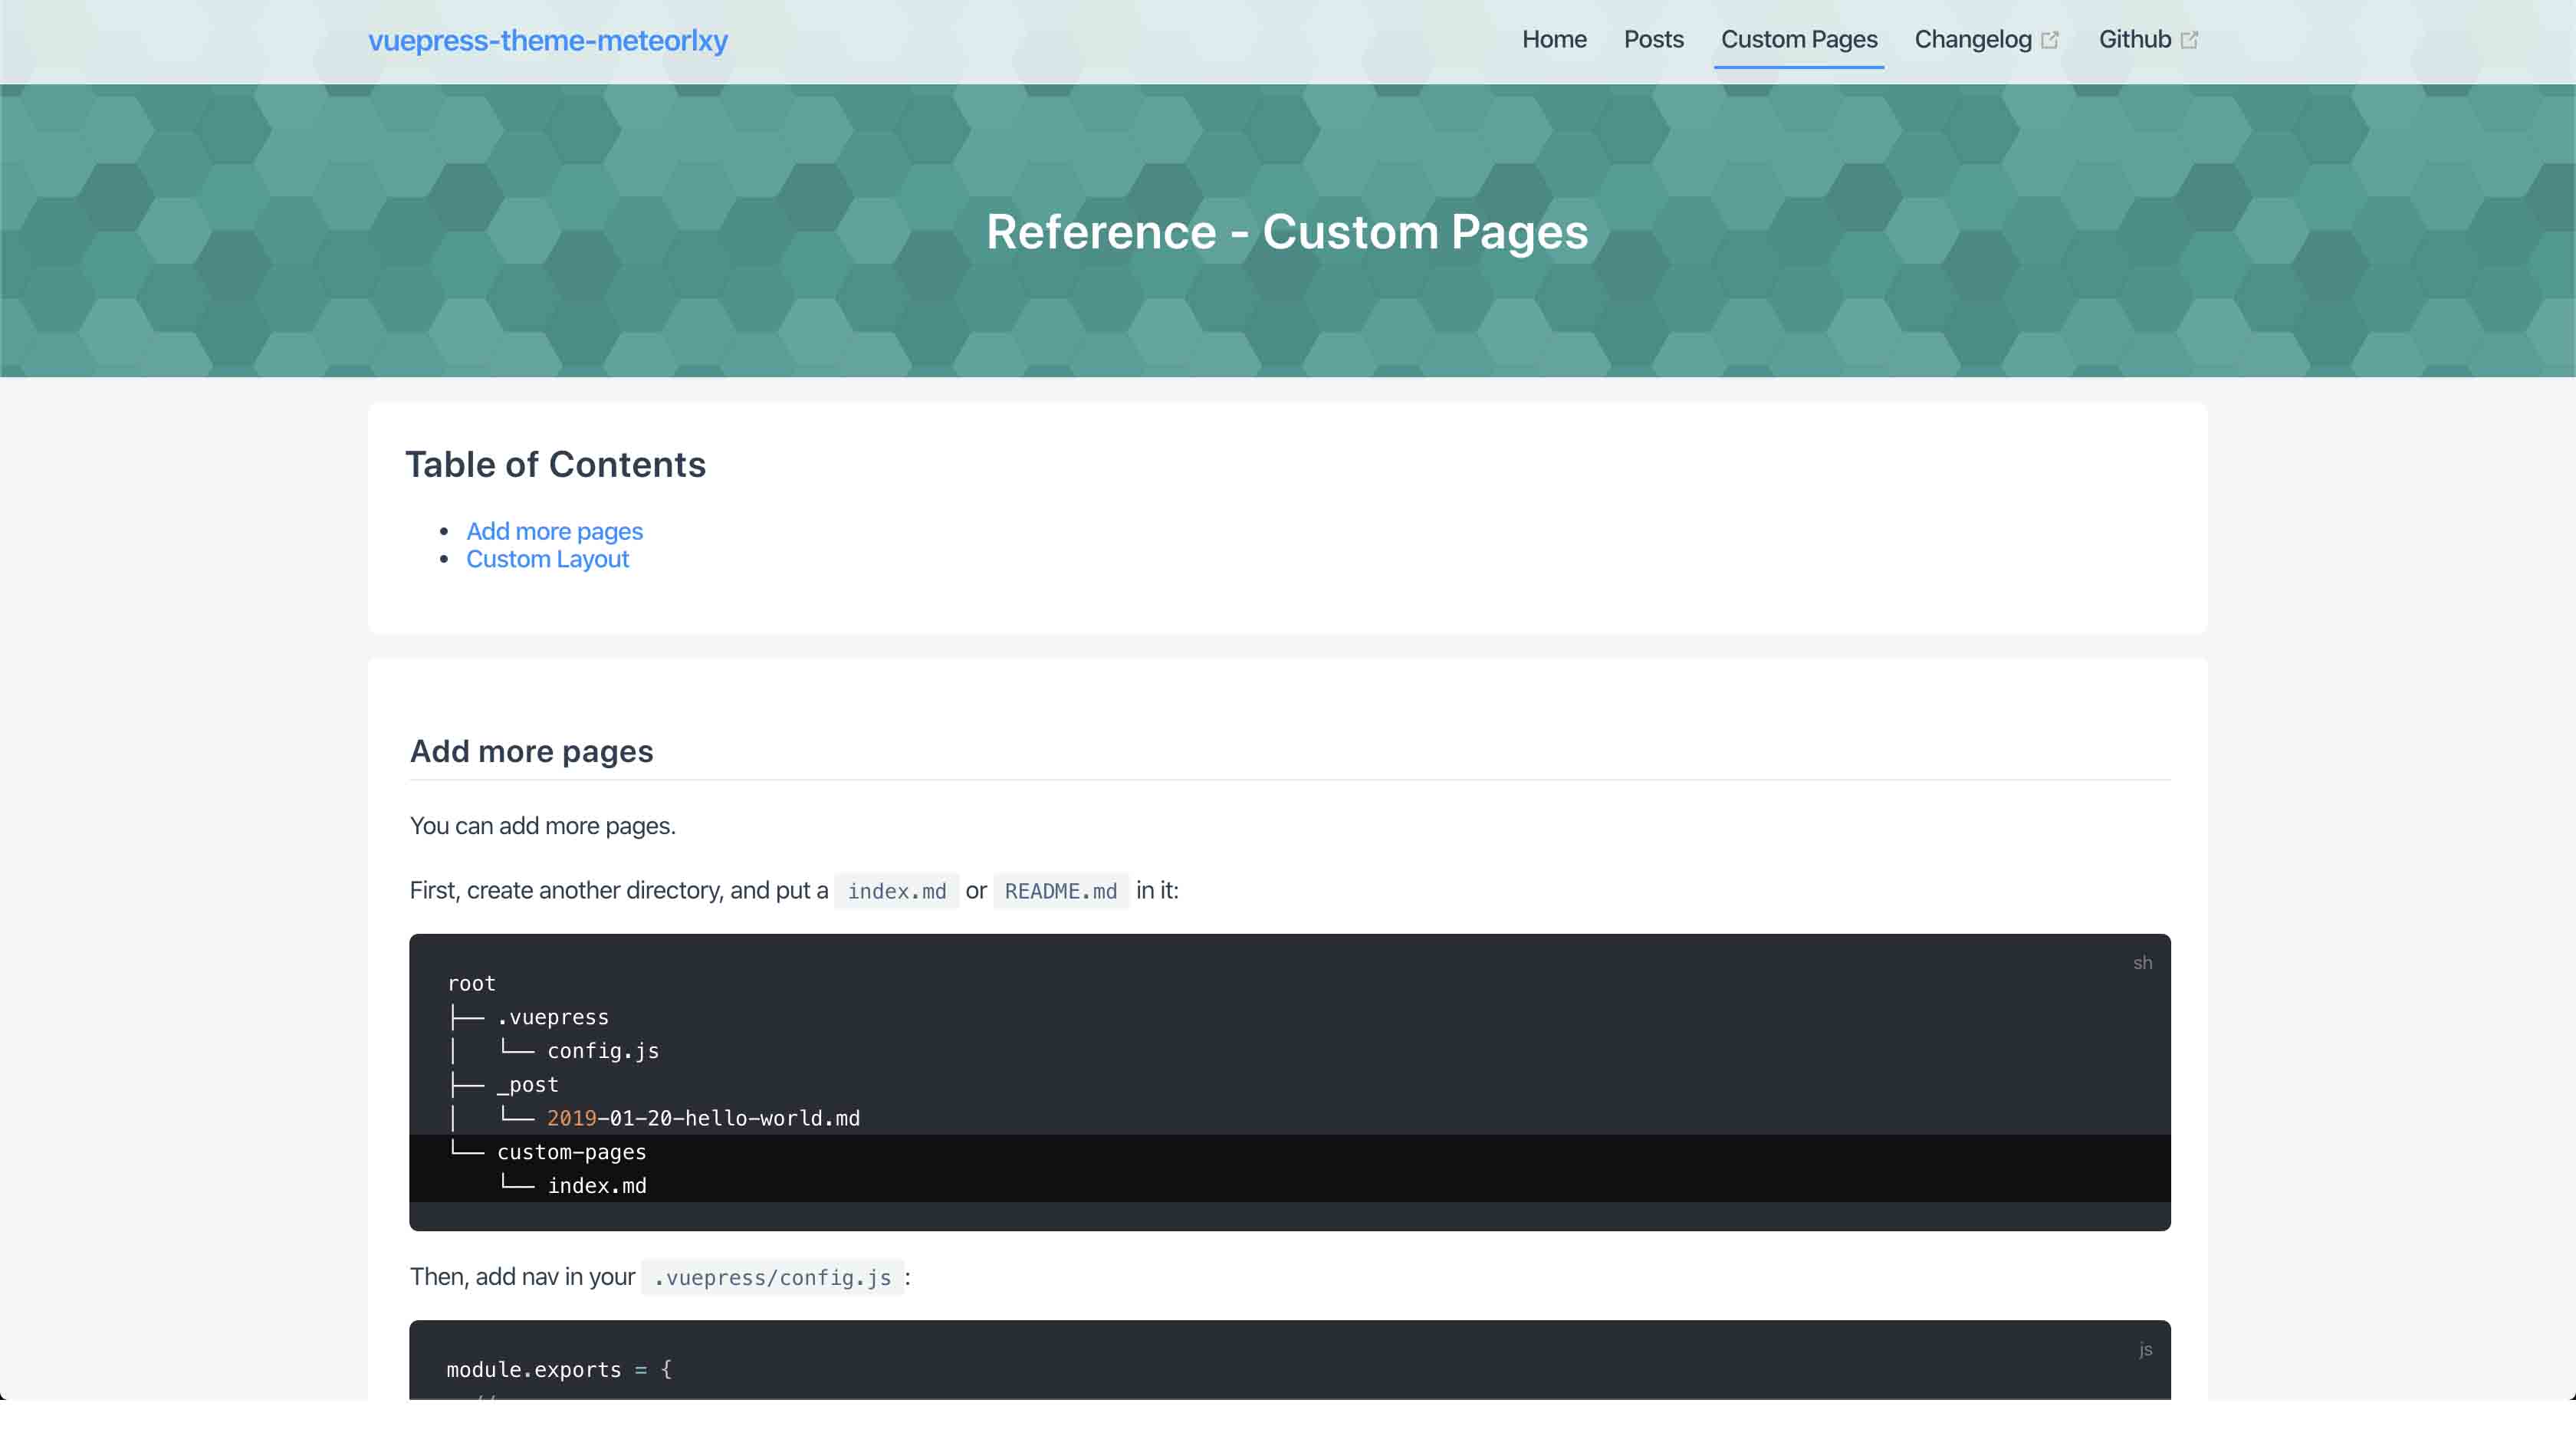 vuepress-theme-meteorlxy
Home Posts Custom Pages Changelog Github
Reference - Custom Pages
Table of Contents
• Add more pages
• Custom Layout
Add more pages
You can add more pages.
First, create another directory, and put a index.md or README.md in it:
sh
root
├── .vuepress
│   └── config.js
├── _post
│   └── 2019-01-20-hello-world.md
└── custom-pages
    └── index.md
Then, add nav in your .vuepress/config.js :
js
module.exports = {